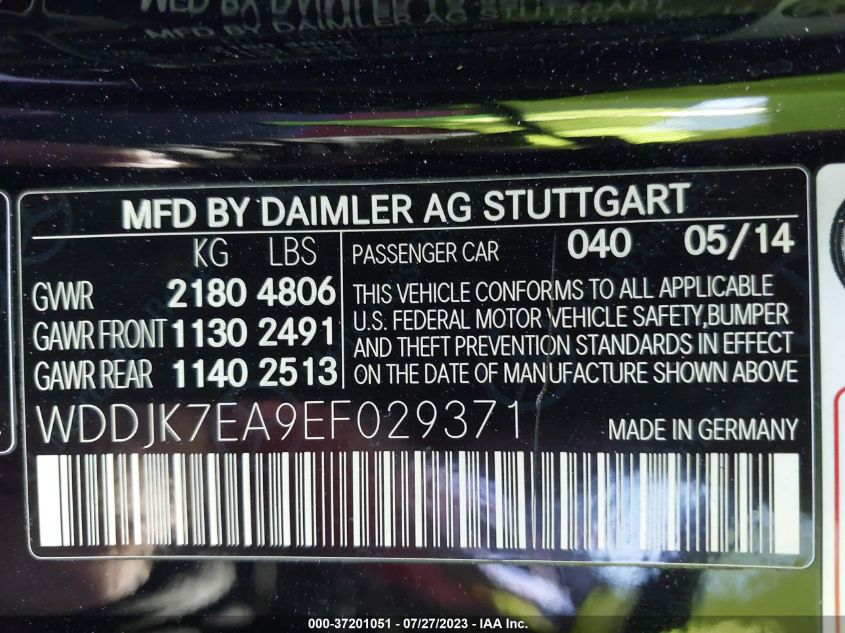 MFD BY DAIMLER AG STUTTGART
KG LBS PASSENGER CAR 040 05/14
GVWR 2180 4806
GAWR FRONT 1130 2491
GAWR REAR 1140 2513
THIS VEHICLE CONFORMS TO ALL APPLICABLE
U.S. FEDERAL MOTOR VEHICLE SAFETY,BUMPER
AND THEFT PREVENTION STANDARDS IN EFFECT
ON THE DATE OF MANUFACTURE SHOWN ABOVE
WDDJK7EA9EF029371 MADE IN GERMANY
000-37201051 / 07/27/2023 - IAA Inc.